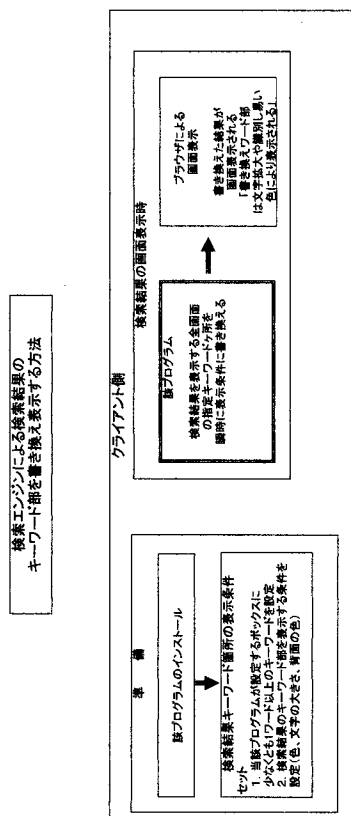 検索エンジンによる検索結果の
キーワード部を書き換え表示する方法
準 備
該プログラムのインストール
検索結果キーワード箇所の表示条件
セット
1. 当該プログラムが設定するボックスに
少なくとも1ワード以上のキーワードを設定
2. 検索結果のキーワード部を表示する条件を
設定(色、文字の大きさ、背面の色)
クライアント側
検索結果の画面表示時
該プログラム
検索結果を表示する全画面
の指定キーワードヶ所を
瞬時に表示条件に書き換える
ブラウザによる
画面表示
書き換えた結果が
画面表示される
「書き換えワード部
は文字拡大や識別し易い
色により表示される」